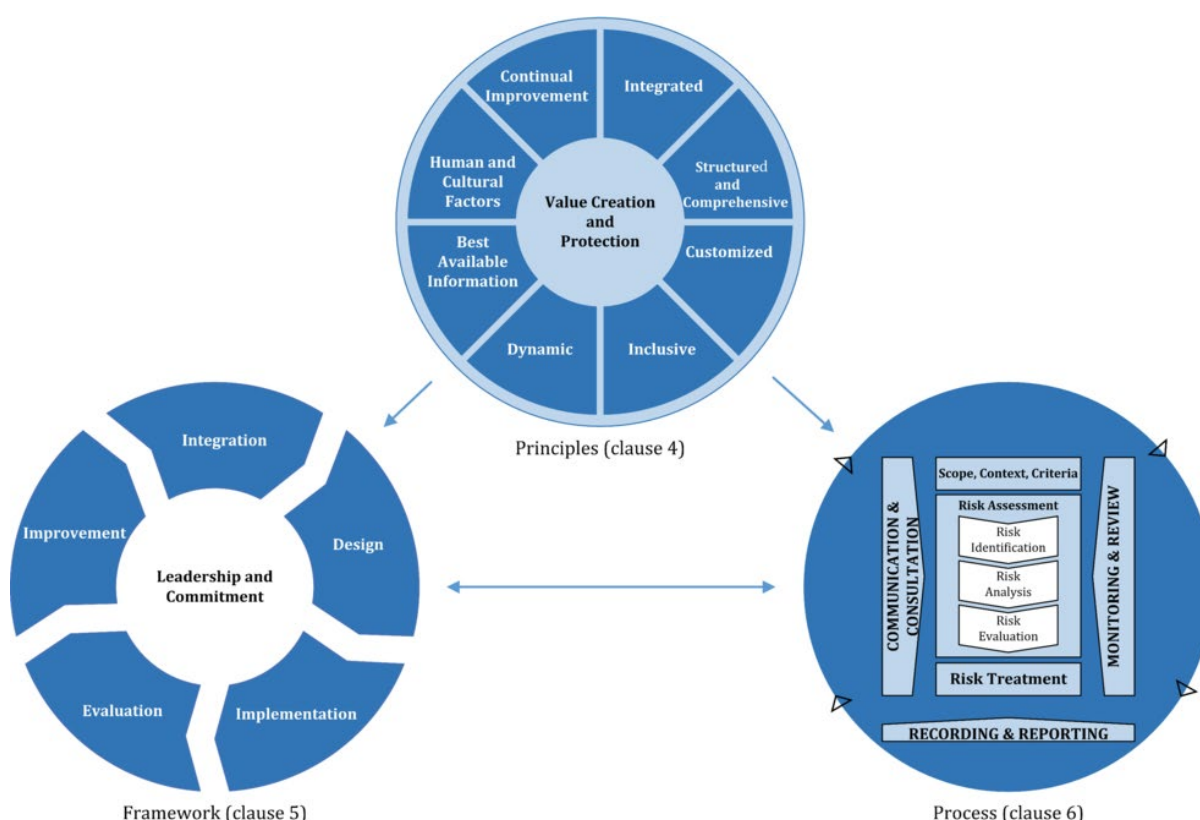 Continual
Improvement
Integrated
Structured
and
Comprehensive
Customized
Inclusive
Dynamic
Best
Available
Information
Human and
Cultural
Factors
Value Creation
and
Protection
Principles (clause 4)
Integration
Design
Implementation
Evaluation
Improvement
Leadership and
Commitment
Framework (clause 5)
Scope, Context, Criteria
Risk Assessment
Risk
Identification
Risk
Analysis
Risk
Evaluation
Risk Treatment
COMMUNICATION &
CONSULTATION
MONITORING & REVIEW
RECORDING & REPORTING
Process (clause 6)